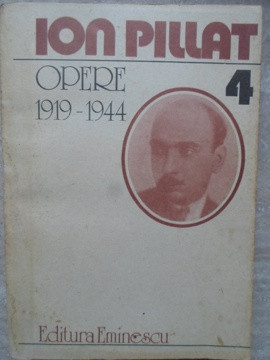 ION PILLAT
OPERE
1919-1944
4
Editura Eminescu